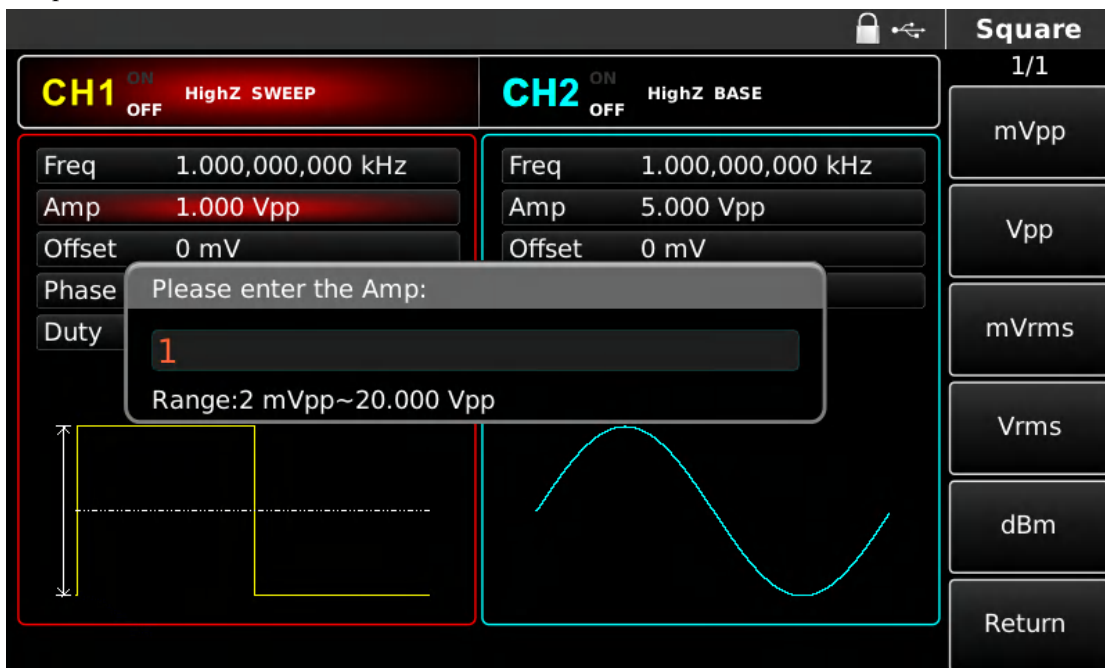 Square
1/1
CH1 ON OFF HighZ SWEEP
CH2 ON OFF HighZ BASE
Freq 1.000,000,000 kHz
Amp 1.000 Vpp
Offset 0 mV
Phase
Duty
Freq 1.000,000,000 kHz
Amp 5.000 Vpp
Offset 0 mV
Please enter the Amp:
1
Range:2 mVpp~20.000 Vpp
mVpp
Vpp
mVrms
Vrms
dBm
Return